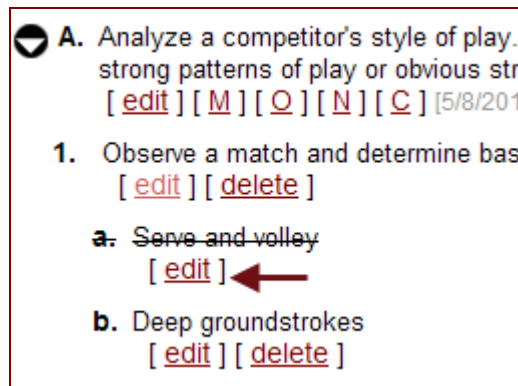 A. Analyze a competitor's style of play.
strong patterns of play or obvious str
[ edit ] [ M ] [ O ] [ N ] [ C ] [5/8/201
1. Observe a match and determine bas
[ edit ] [ delete ]
a. Serve and volley
[ edit ]
b. Deep groundstrokes
[ edit ] [ delete ]